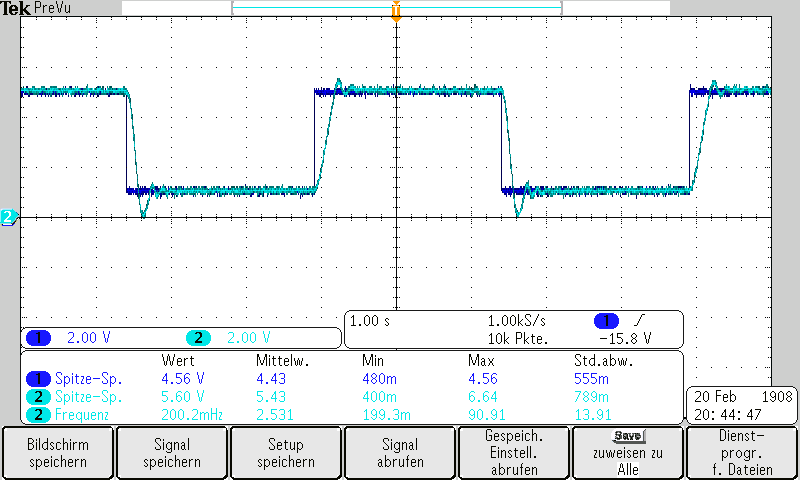 Tek PreVu
T
2
1 2.00 V 2 2.00 V
1.00 s 1.00kS/s 1 -15.8 V
10k Pkte.
Wert Mittelw. Min Max Std.abw.
1 Spitze-Sp. 4.56 V 4.43 480m 4.56 555m
2 Spitze-Sp. 5.60 V 5.43 400m 6.64 789m
2 Frequenz 200.2mHz 2.531 199.3m 90.91 13.91
20 Feb 1908
20:44:47
Bildschirm
speichern
Signal
speichern
Setup
speichern
Signal
abrufen
Gespeich.
Einstell.
abrufen
Save
zuweisen zu
Alle
Dienst-
progr.
f. Dateien